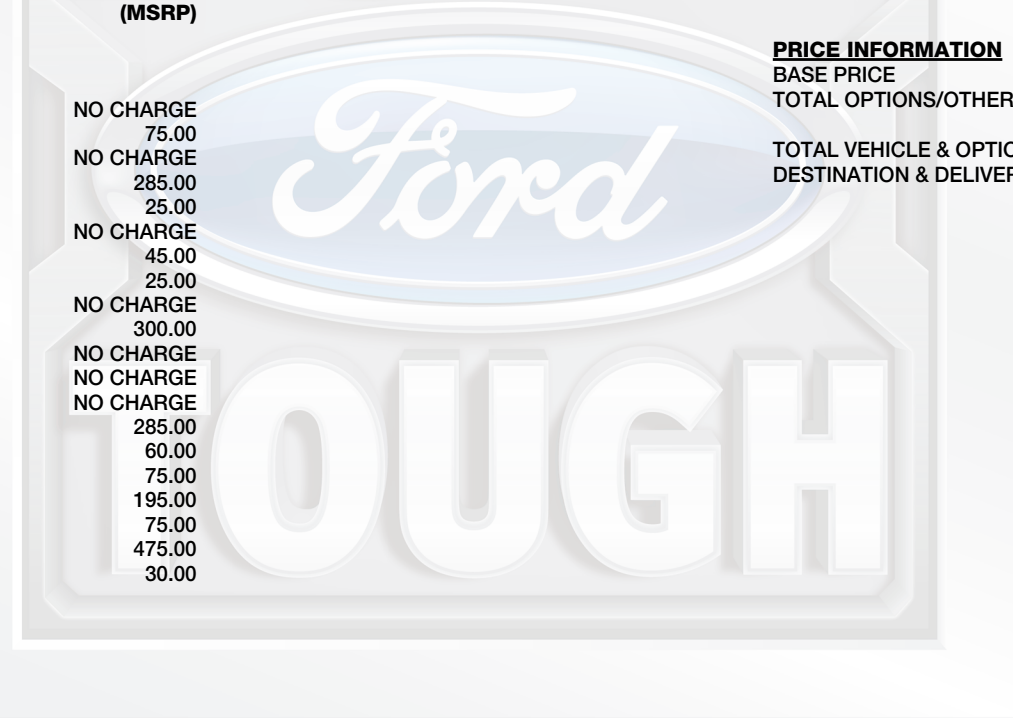 (MSRP)
NO CHARGE
75.00
NO CHARGE
285.00
25.00
NO CHARGE
45.00
25.00
NO CHARGE
300.00
NO CHARGE
NO CHARGE
NO CHARGE
285.00
60.00
75.00
195.00
75.00
475.00
30.00
PRICE INFORMATION
BASE PRICE
TOTAL OPTIONS/OTHER
TOTAL VEHICLE & OPTIO
DESTINATION & DELIVER
Ford
TOUGH